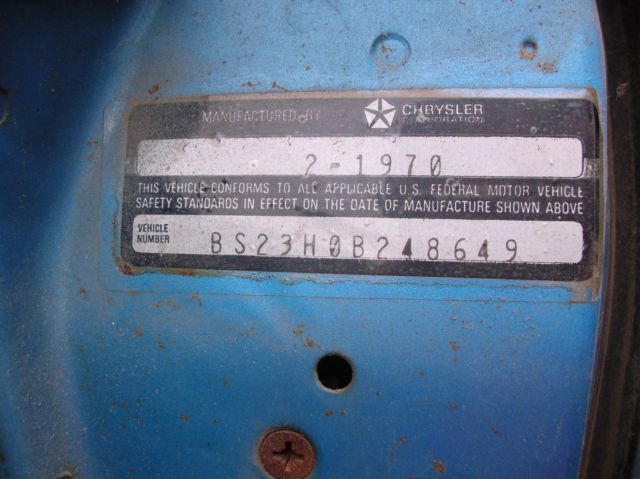 MANUFACTURED BY CHRYSLER CORPORATION
2-1970
THIS VEHICLE CONFORMS TO ALL APPLICABLE U.S. FEDERAL MOTOR VEHICLE
SAFETY STANDARDS IN EFFECT ON THE DATE OF MANUFACTURE SHOWN ABOVE
VEHICLE NUMBER BS23H0B248649